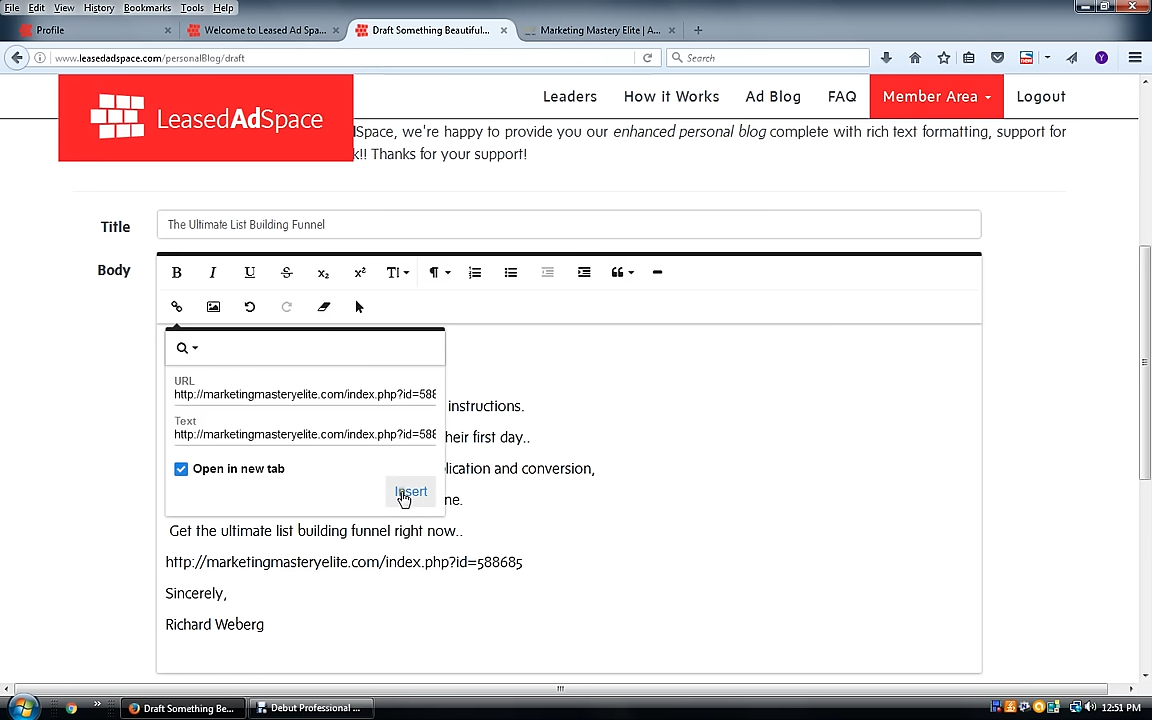 File Edit View History Bookmarks Tools Help
Profile × Welcome to Leased Ad Spa... × Draft Something Beautiful... × Marketing Mastery Elite | A... × +
www.leasedadspace.com/personalBlog/draft Search
LeasedAdSpace Leaders How it Works Ad Blog FAQ Member Area Logout
Space, we're happy to provide you our enhanced personal blog complete with rich text formatting, support for
!! Thanks for your support!
Title The Ultimate List Building Funnel
Body B I U S x₂ x² T!
URL
http://marketingmasteryelite.com/index.php?id=588
instructions.
Text
http://marketingmasteryelite.com/index.php?id=588
heir first day..
Open in new tab
lication and conversion,
Insert
ne.
Get the ultimate list building funnel right now..
http://marketingmasteryelite.com/index.php?id=588685
Sincerely,
Richard Weberg
Draft Something Be... Debut Professional ... 12:51 PM